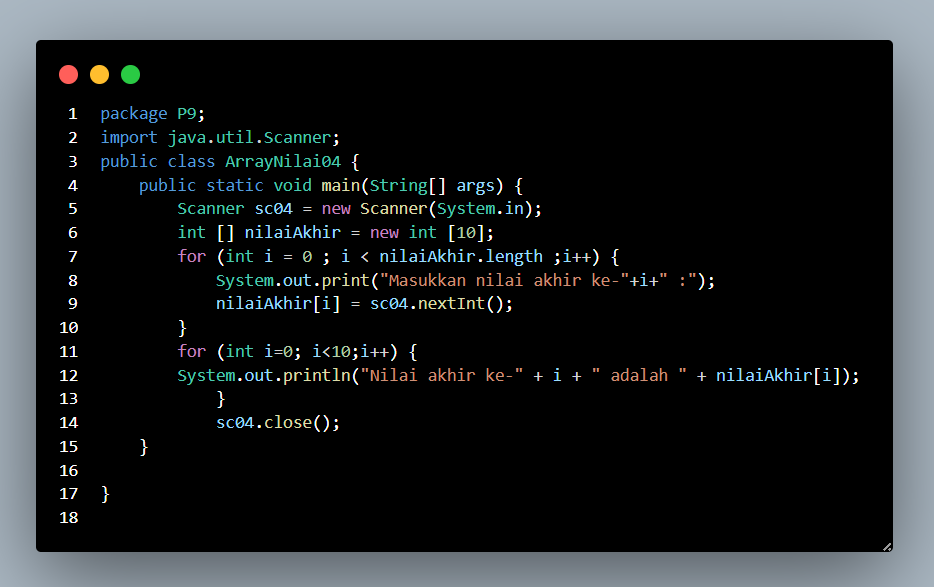 1 package P9;
2 import java.util.Scanner;
3 public class ArrayNilai04 {
4     public static void main(String[] args) {
5         Scanner sc04 = new Scanner(System.in);
6         int [] nilaiAkhir = new int [10];
7         for (int i = 0 ; i < nilaiAkhir.length ;i++) {
8             System.out.print("Masukkan nilai akhir ke-"+i+" :");
9             nilaiAkhir[i] = sc04.nextInt();
10         }
11         for (int i=0; i<10;i++) {
12         System.out.println("Nilai akhir ke-" + i + " adalah " + nilaiAkhir[i]);
13             }
14             sc04.close();
15     }
16
17 }
18